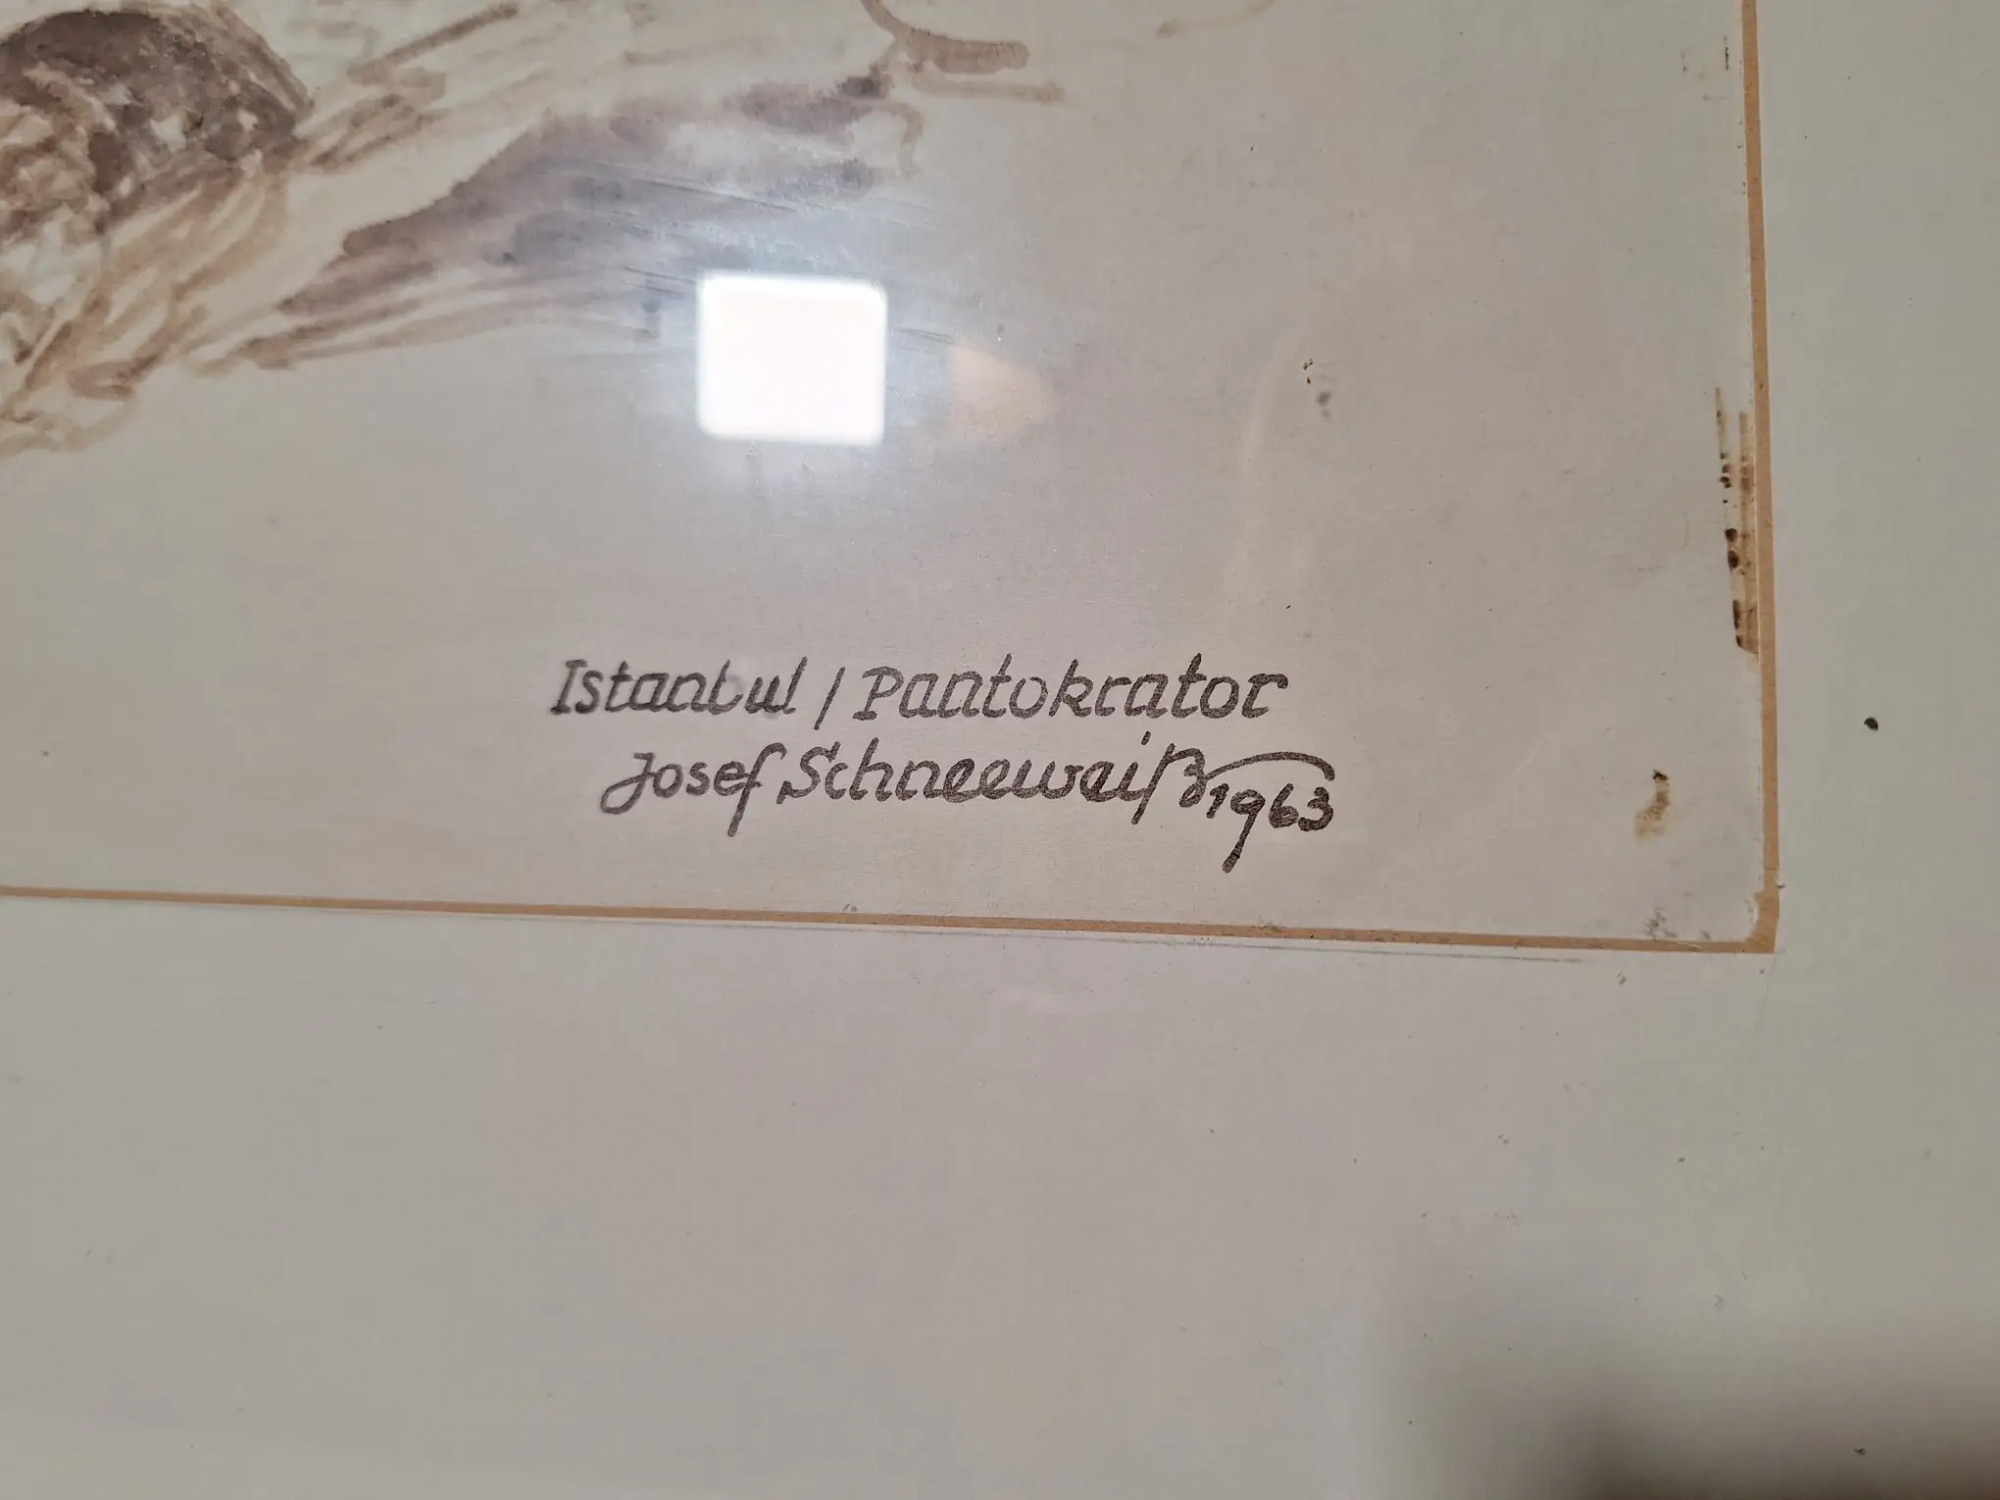 Istanbul / Pantokrator
Josef Schneeweiß 1963